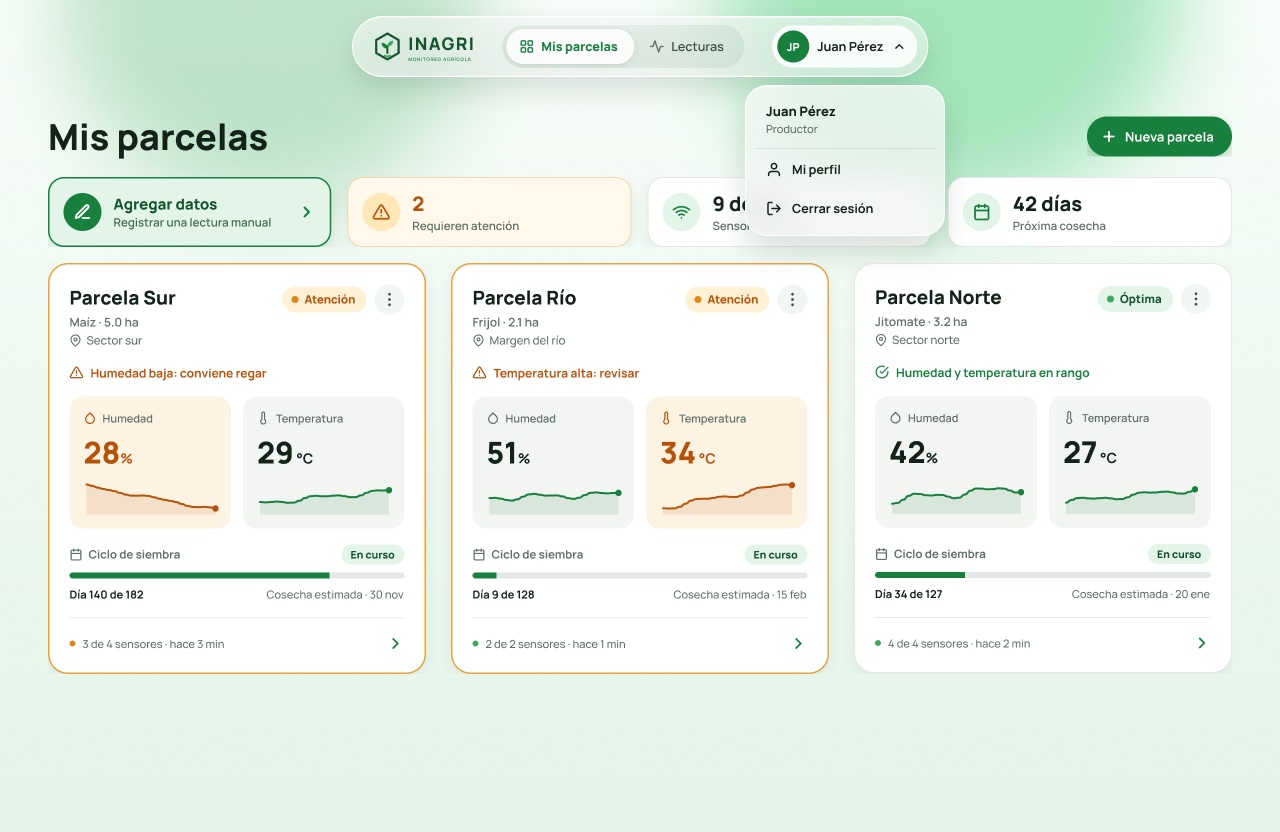 INAGRI
MONITOREO AGRÍCOLA
Mis parcelas
Lecturas
JP
Juan Pérez
Juan Pérez
Productor
Mi perfil
Cerrar sesión
Mis parcelas
Nueva parcela
Agregar datos
Registrar una lectura manual
2
Requieren atención
9
42 días
Próxima cosecha
Parcela Sur
Atención
Maíz · 5.0 ha
Sector sur
Humedad baja: conviene regar
Humedad
28%
Temperatura
29 °C
Ciclo de siembra
En curso
Día 140 de 182
Cosecha estimada · 30 nov
3 de 4 sensores · hace 3 min
Parcela Río
Atención
Frijol · 2.1 ha
Margen del río
Temperatura alta: revisar
Humedad
51%
Temperatura
34 °C
Ciclo de siembra
En curso
Día 9 de 128
Cosecha estimada · 15 feb
2 de 2 sensores · hace 1 min
Parcela Norte
Óptima
Jitomate · 3.2 ha
Sector norte
Humedad y temperatura en rango
Humedad
42%
Temperatura
27 °C
Ciclo de siembra
En curso
Día 34 de 127
Cosecha estimada · 20 ene
4 de 4 sensores · hace 2 min